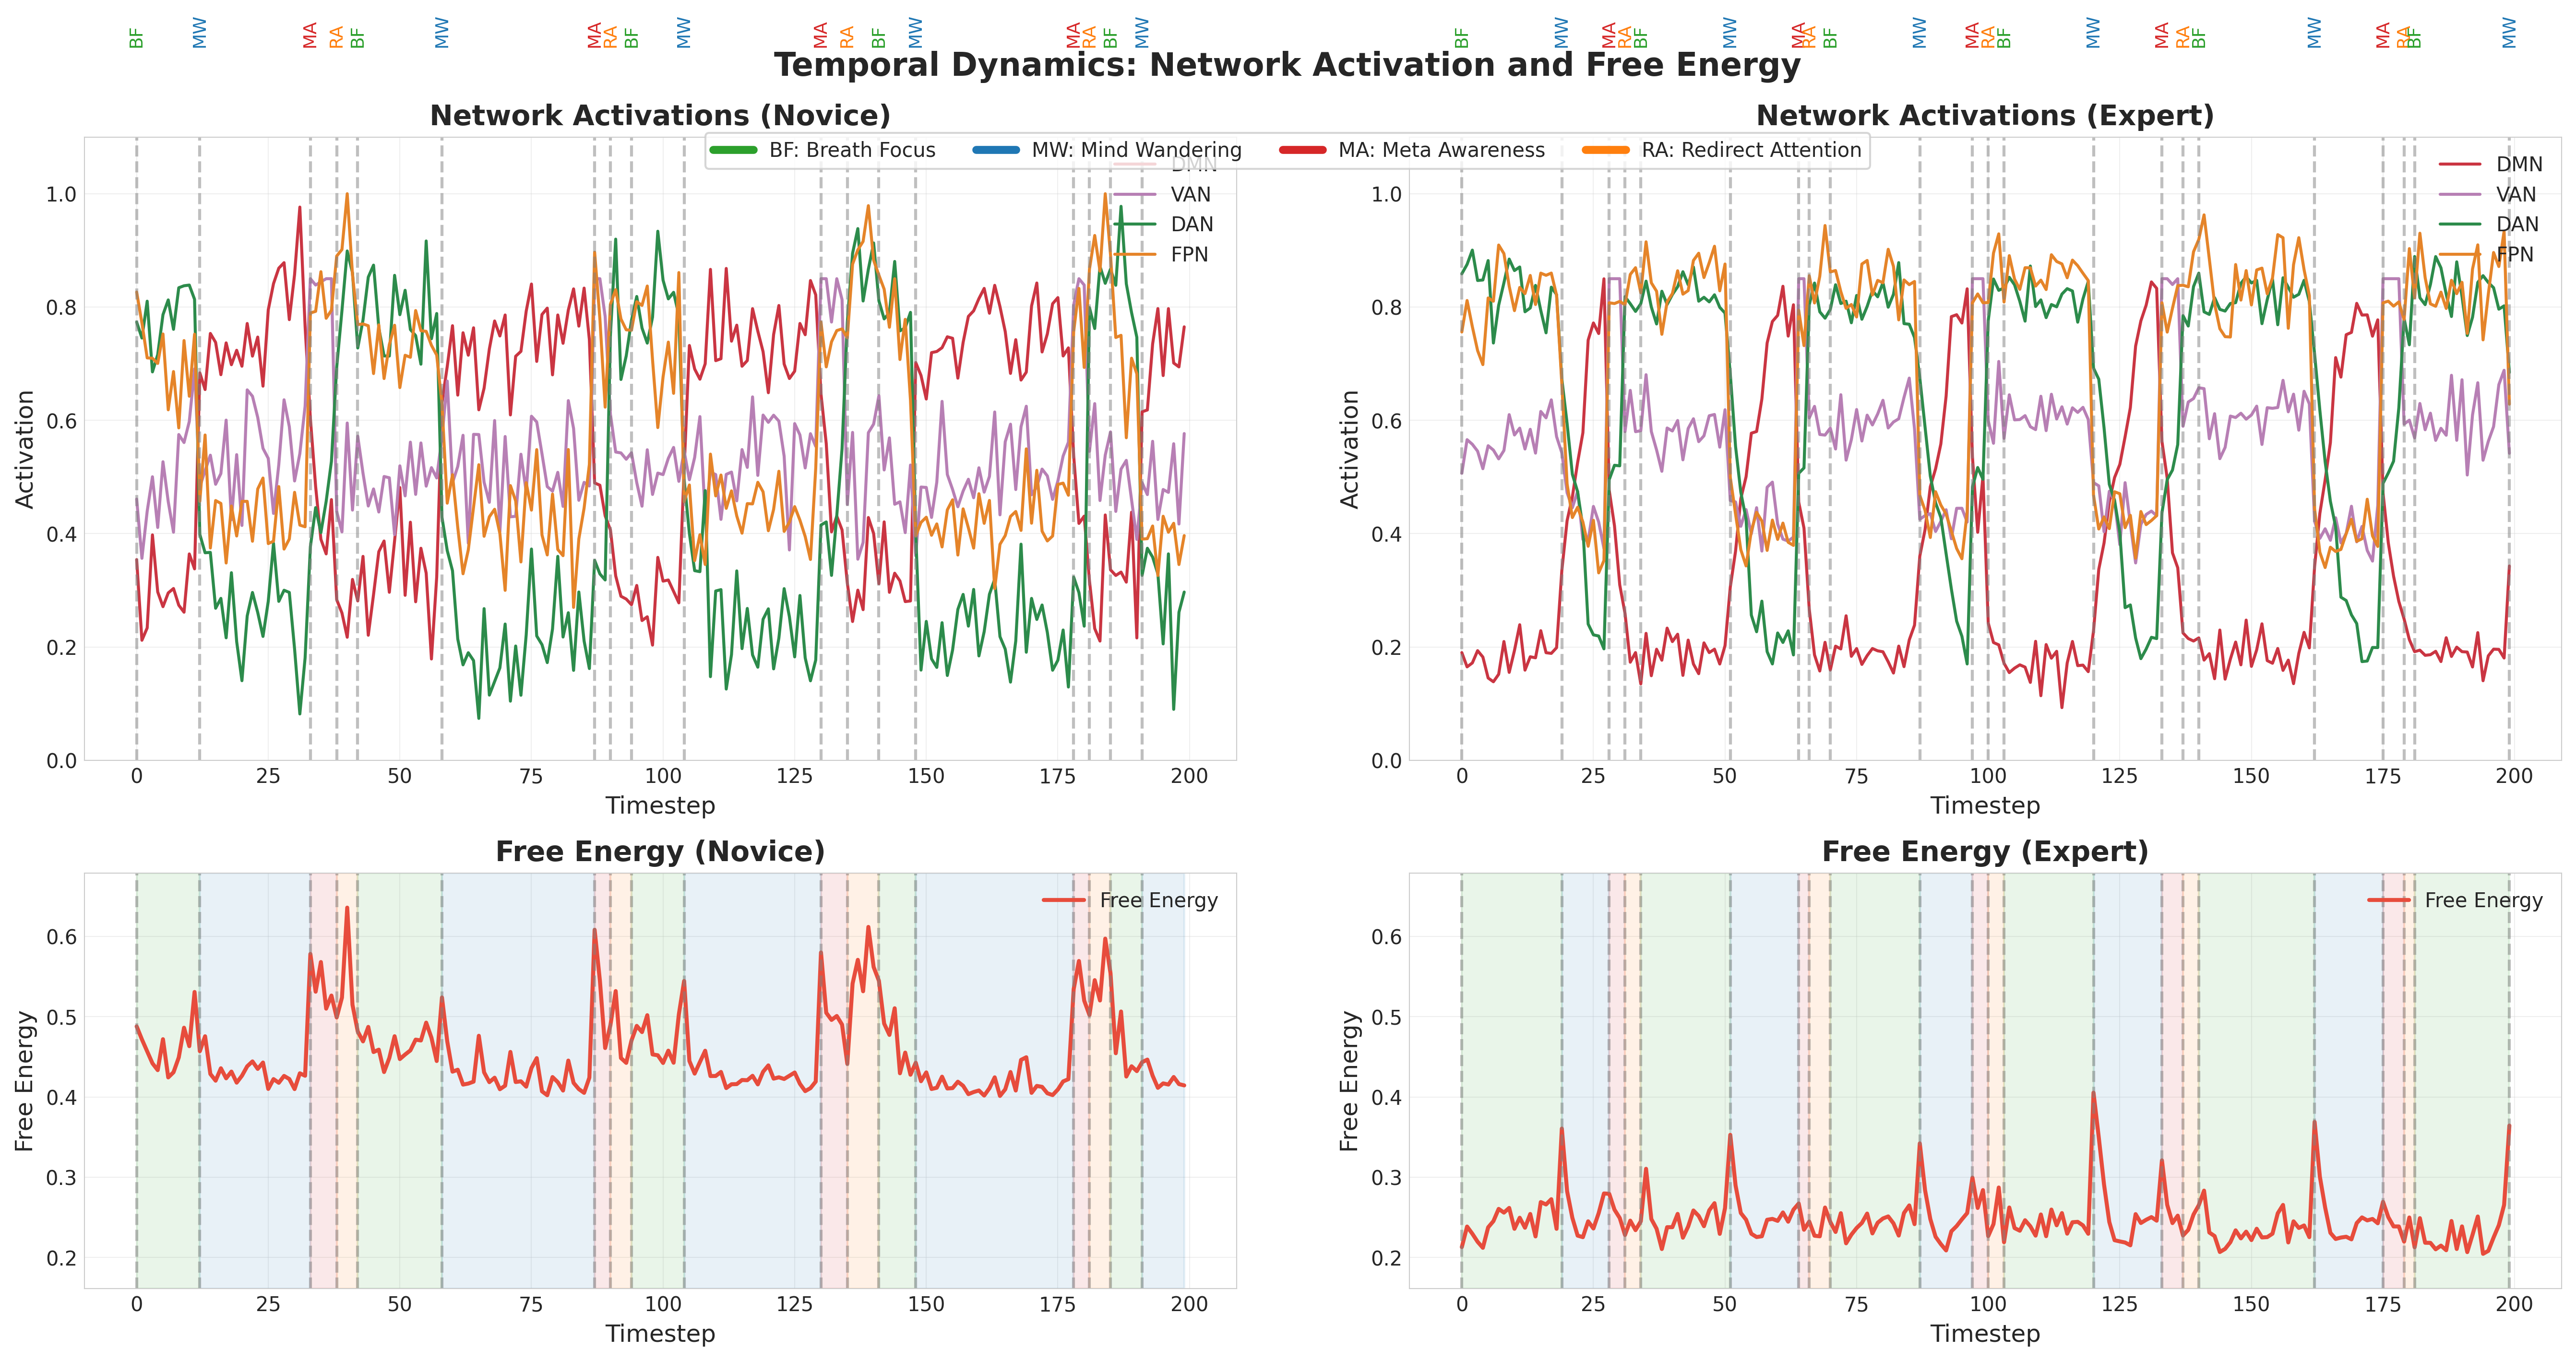 BF MW MA RA BF MW MA RA BF MW MA RA BF MW MA RA BF MW BF MW MA RA BF MW MA RA BF MW MA RA BF MW MA RA BF MW MA RA BF MW
Temporal Dynamics: Network Activation and Free Energy
Network Activations (Novice)
Network Activations (Expert)
BF: Breath Focus MW: Mind Wandering MA: Meta Awareness RA: Redirect Attention
Activation
1.0
0.8
0.6
0.4
0.2
0.0
DMN
VAN
DAN
FPN
0 25 50 75 100 125 150 175 200
Timestep
Activation
1.0
0.8
0.6
0.4
0.2
0.0
DMN
VAN
DAN
FPN
0 25 50 75 100 125 150 175 200
Timestep
Free Energy (Novice)
Free Energy
0.6
0.5
0.4
0.3
0.2
Free Energy
0 25 50 75 100 125 150 175 200
Timestep
Free Energy (Expert)
Free Energy
0.6
0.5
0.4
0.3
0.2
Free Energy
0 25 50 75 100 125 150 175 200
Timestep